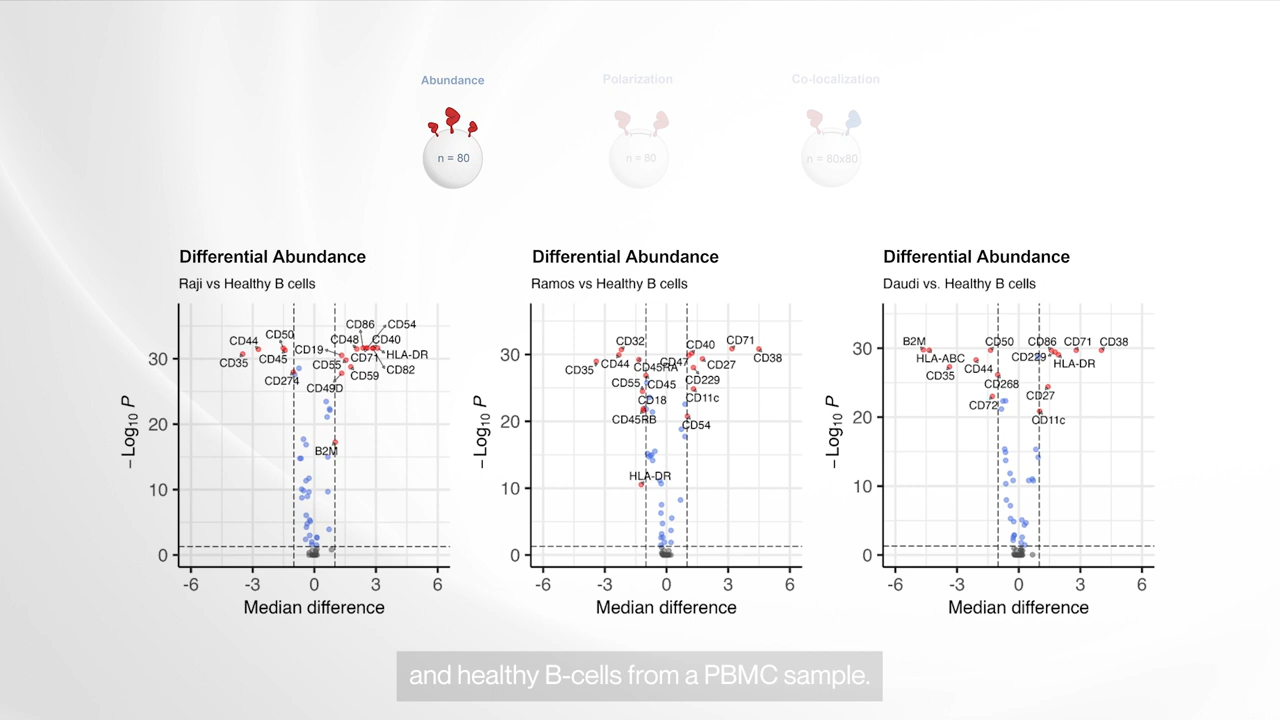 Abundance
Polarization
Co-localization
n = 80
n = 80
n = 80x80
Differential Abundance
Raji vs Healthy B cells
CD86
CD54
CD44
CD50
CD48
CD40
CD35
CD45
CD19
CD71
HLA-DR
CD55
CD82
CD274
CD59
CD49D
B2M
30
20
10
0
-6
-3
0
3
6
− Log10 P
Median difference
Differential Abundance
Ramos vs Healthy B cells
CD32
CD40
CD71
CD38
CD35
CD44
CD45RA
CD47
CD27
CD55
CD45
CD229
CD18
CD11c
CD45RB
CD54
HLA-DR
30
20
10
0
-6
-3
0
3
6
− Log10 P
Median difference
Differential Abundance
Daudi vs. Healthy B cells
B2M
CD50
CD86
CD71
CD38
HLA-ABC
CD229
HLA-DR
CD35
CD44
CD268
CD72
CD27
CD11c
30
20
10
0
-6
-3
0
3
6
− Log10 P
Median difference
and healthy B-cells from a PBMC sample.